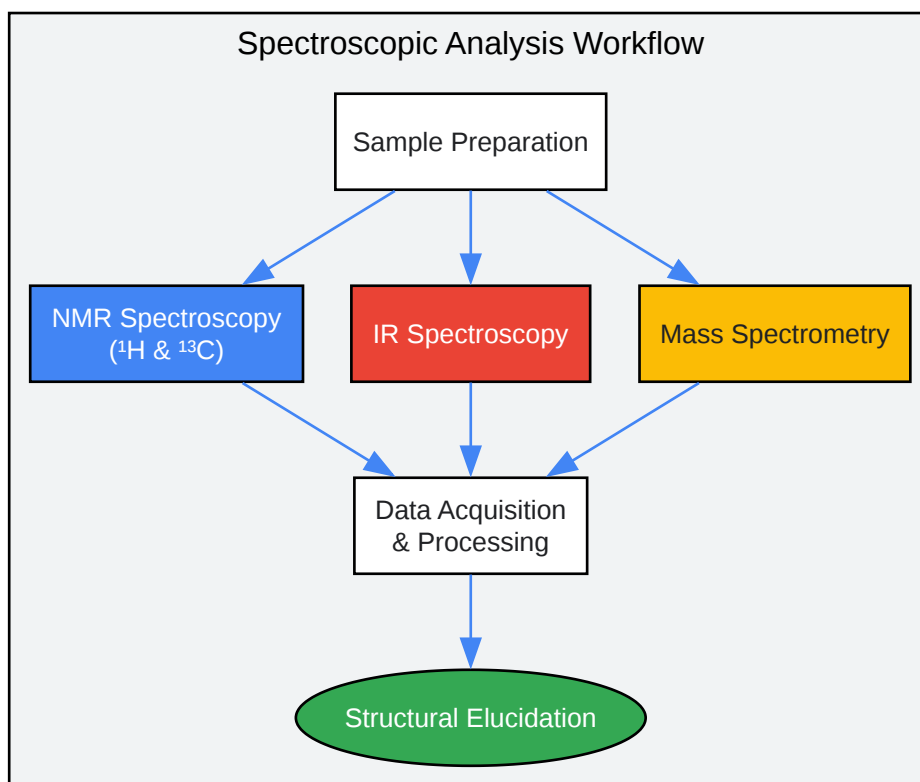 Spectroscopic Analysis Workflow
Sample Preparation
NMR Spectroscopy
(¹H & ¹³C)
IR Spectroscopy
Mass Spectrometry
Data Acquisition
& Processing
Structural Elucidation